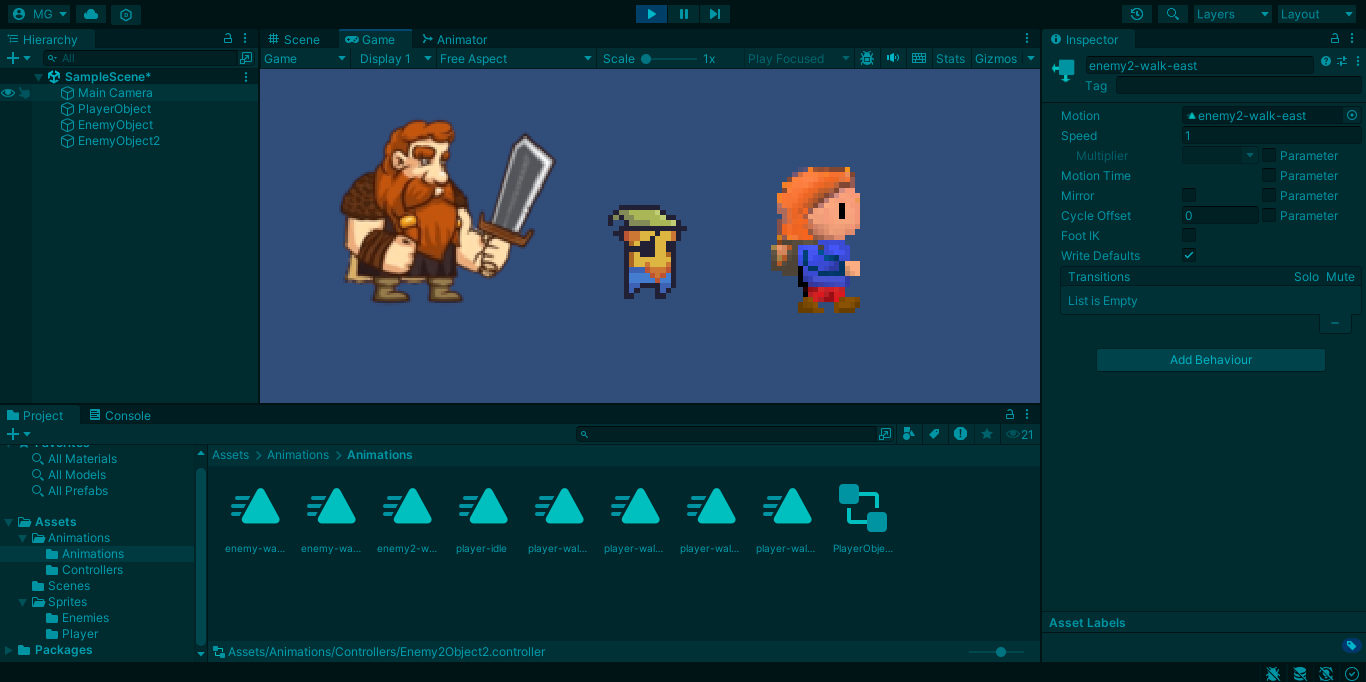 MG
Layers
Layout
Hierarchy
All
SampleScene*
Main Camera
PlayerObject
EnemyObject
EnemyObject2
Scene
Game
Animator
Game
Display 1
Free Aspect
Scale
1x
Play Focused
Stats
Gizmos
Inspector
enemy2-walk-east
Tag
Motion
enemy2-walk-east
Speed
1
Multiplier
Parameter
Motion Time
Parameter
Mirror
Parameter
Cycle Offset
0
Parameter
Foot IK
Write Defaults
Transitions
Solo
Mute
List is Empty
Add Behaviour
Project
Console
21
Favorites
All Materials
All Models
All Prefabs
Assets
Animations
Animations
Controllers
Scenes
Sprites
Enemies
Player
Packages
Assets > Animations > Animations
enemy-wa...
enemy-wa...
enemy2-w...
player-idle
player-wal...
player-wal...
player-wal...
player-wal...
PlayerObje...
Assets/Animations/Controllers/Enemy2Object2.controller
Asset Labels